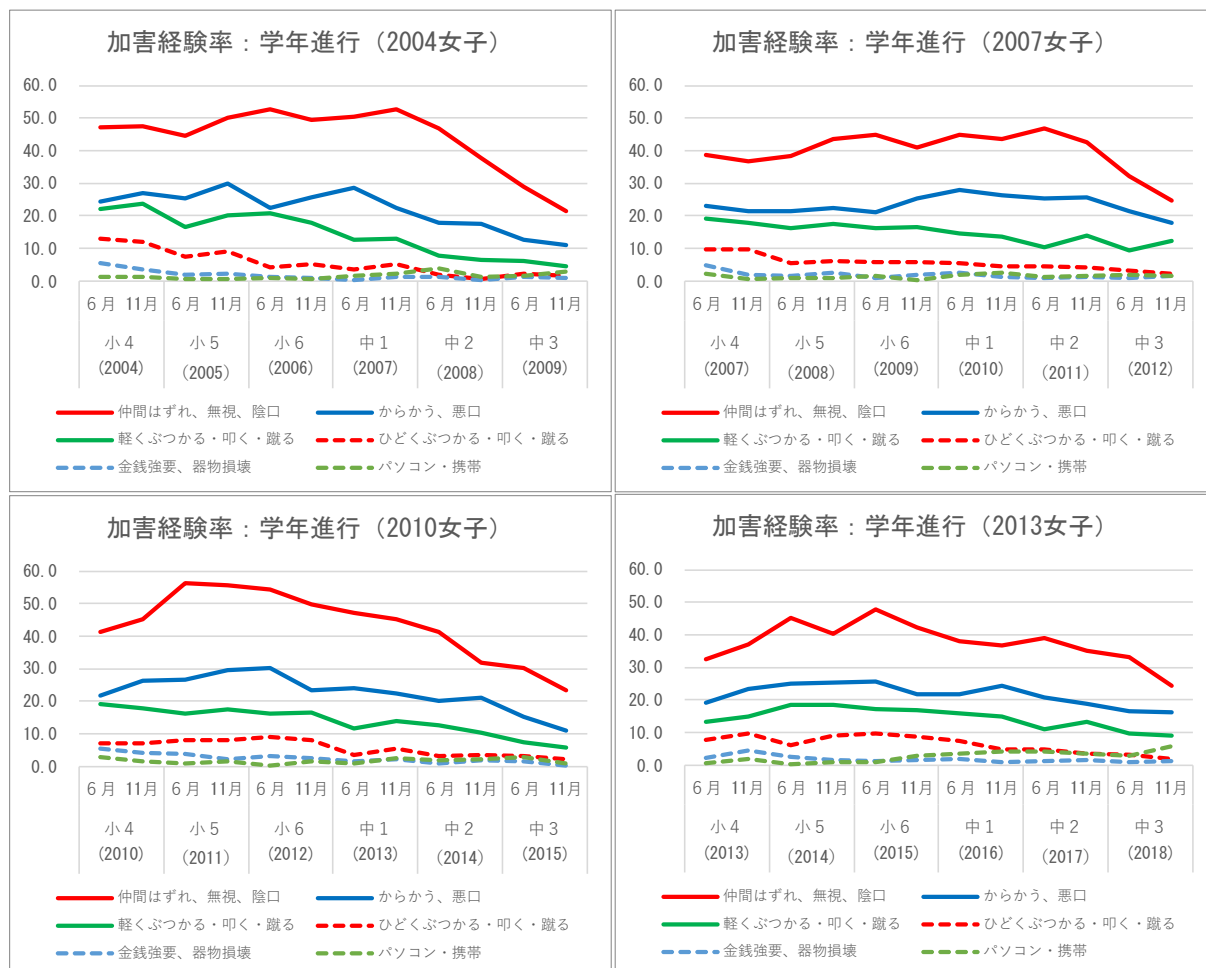 加害経験率：学年進行（2004女子）
60.0
50.0
40.0
30.0
20.0
10.0
0.0
6月 11月 6月 11月 6月 11月 6月 11月 6月 11月 6月 11月
小4 小5 小6 中1 中2 中3
（2004） （2005） （2006） （2007） （2008） （2009）
仲間はずれ、無視、陰口 からかう、悪口
軽くぶつかる・叩く・蹴る ひどくぶつかる・叩く・蹴る
金銭強要、器物損壊 パソコン・携帯
加害経験率：学年進行（2007女子）
60.0
50.0
40.0
30.0
20.0
10.0
0.0
6月 11月 6月 11月 6月 11月 6月 11月 6月 11月 6月 11月
小4 小5 小6 中1 中2 中3
（2007） （2008） （2009） （2010） （2011） （2012）
仲間はずれ、無視、陰口 からかう、悪口
軽くぶつかる・叩く・蹴る ひどくぶつかる・叩く・蹴る
金銭強要、器物損壊 パソコン・携帯
加害経験率：学年進行（2010女子）
60.0
50.0
40.0
30.0
20.0
10.0
0.0
6月 11月 6月 11月 6月 11月 6月 11月 6月 11月 6月 11月
小4 小5 小6 中1 中2 中3
（2010） （2011） （2012） （2013） （2014） （2015）
仲間はずれ、無視、陰口 からかう、悪口
軽くぶつかる・叩く・蹴る ひどくぶつかる・叩く・蹴る
金銭強要、器物損壊 パソコン・携帯
加害経験率：学年進行（2013女子）
60.0
50.0
40.0
30.0
20.0
10.0
0.0
6月 11月 6月 11月 6月 11月 6月 11月 6月 11月 6月 11月
小4 小5 小6 中1 中2 中3
（2013） （2014） （2015） （2016） （2017） （2018）
仲間はずれ、無視、陰口 からかう、悪口
軽くぶつかる・叩く・蹴る ひどくぶつかる・叩く・蹴る
金銭強要、器物損壊 パソコン・携帯